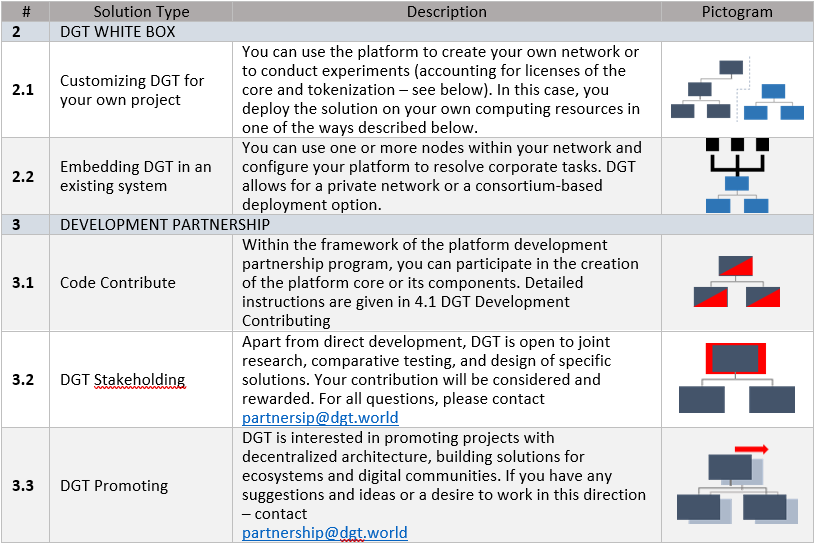 # Solution Type Description Pictogram
2 DGT WHITE BOX
2.1
Customizing DGT for
your own project
You can use the platform to create your own network or
to conduct experiments (accounting for licenses of the
core and tokenization – see below). In this case, you
deploy the solution on your own computing resources in
one of the ways described below.
2.2
Embedding DGT in an
existing system
You can use one or more nodes within your network and
configure your platform to resolve corporate tasks. DGT
allows for a private network or a consortium-based
deployment option.
3 DEVELOPMENT PARTNERSHIP
3.1
Code Contribute
Within the framework of the platform development
partnership program, you can participate in the creation
of the platform core or its components. Detailed
instructions are given in 4.1 DGT Development
Contributing
3.2
DGT Stakeholding
Apart from direct development, DGT is open to joint
research, comparative testing, and design of specific
solutions. Your contribution will be considered and
rewarded. For all questions, please contact
partnersip@dgt.world
3.3
DGT Promoting
DGT is interested in promoting projects with
decentralized architecture, building solutions for
ecosystems and digital communities. If you have any
suggestions and ideas or a desire to work in this direction
– contact
partnership@dgt.world